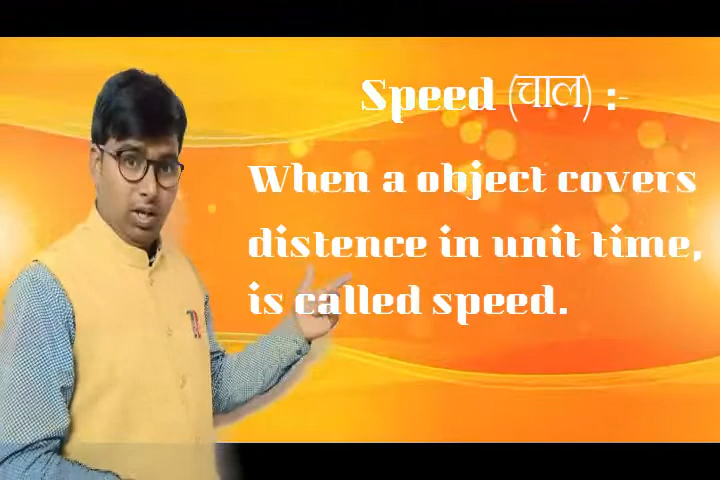 Speed (चाल) :-
When a object covers
distence in unit time,
is called speed.